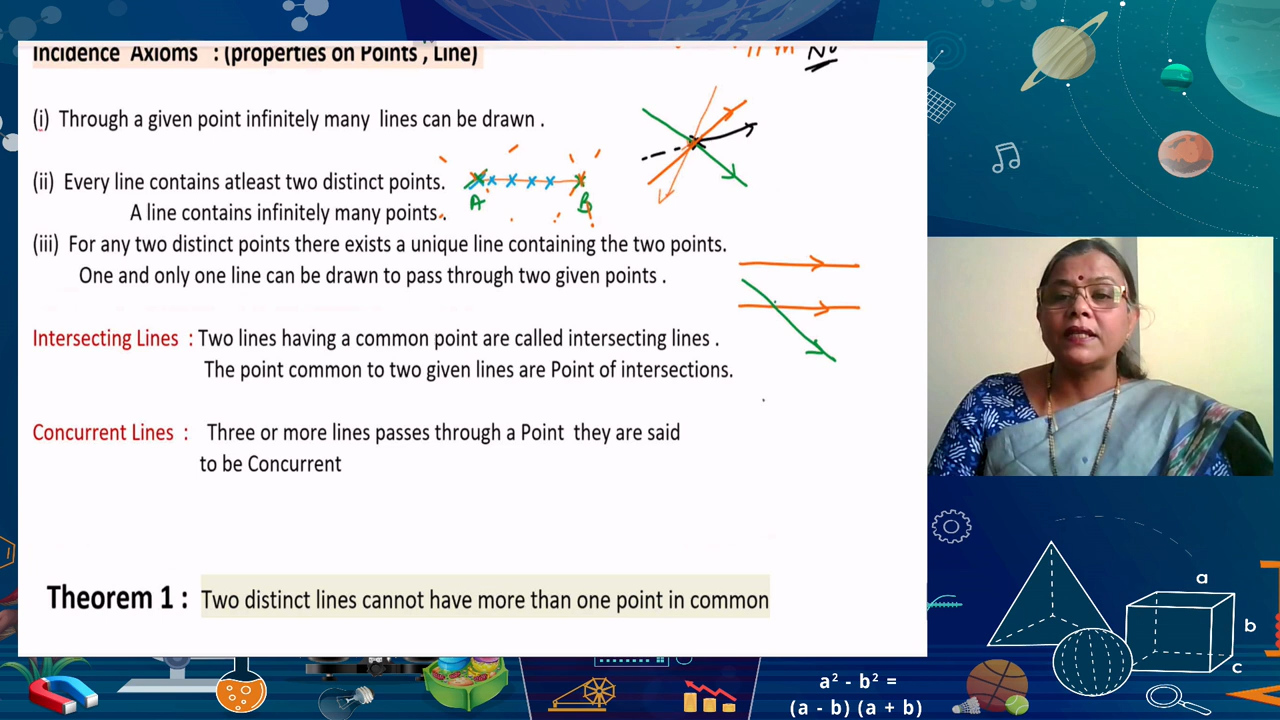 Incidence Axioms : (properties on Points , Line)
(i) Through a given point infinitely many lines can be drawn .
(ii) Every line contains atleast two distinct points.
A B
A line contains infinitely many points.
(iii) For any two distinct points there exists a unique line containing the two points.
One and only one line can be drawn to pass through two given points .
Intersecting Lines : Two lines having a common point are called intersecting lines .
The point common to two given lines are Point of intersections.
Concurrent Lines : Three or more lines passes through a Point they are said
to be Concurrent
Theorem 1 : Two distinct lines cannot have more than one point in common
a
b
c
a² - b² =
(a - b) (a + b)